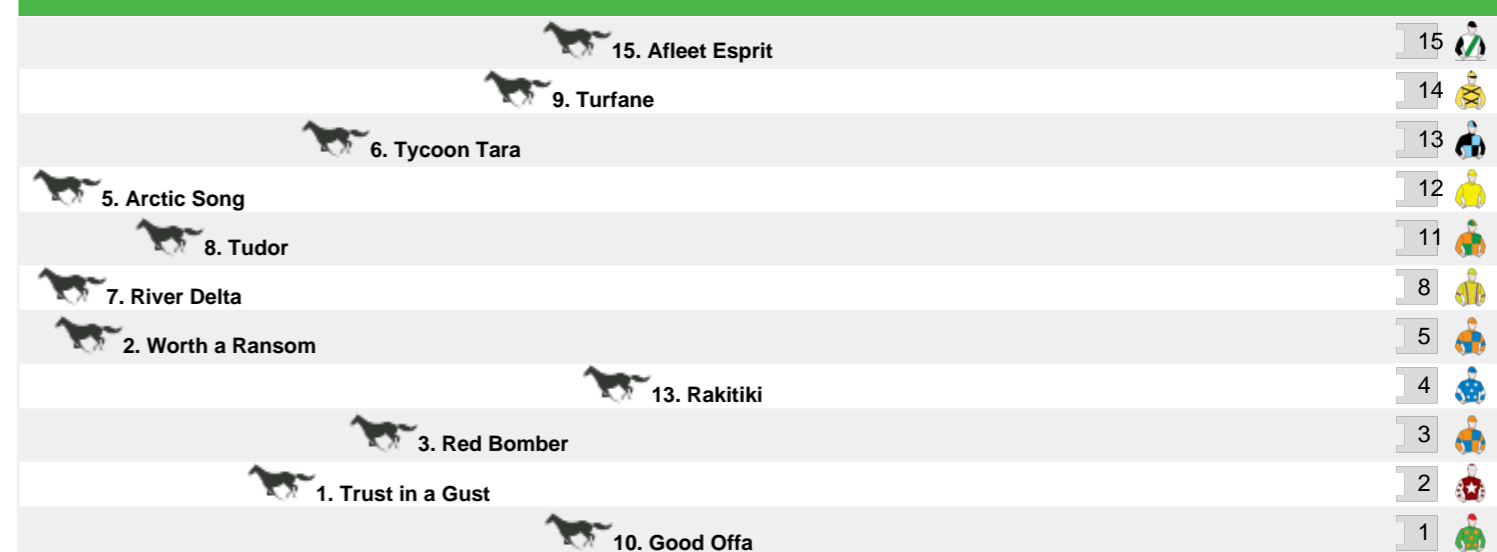 15. Afleet Esprit 15
9. Turfane 14
6. Tycoon Tara 13
5. Arctic Song 12
8. Tudor 11
7. River Delta 8
2. Worth a Ransom 5
13. Rakitiki 4
3. Red Bomber 3
1. Trust in a Gust 2
10. Good Offa 1